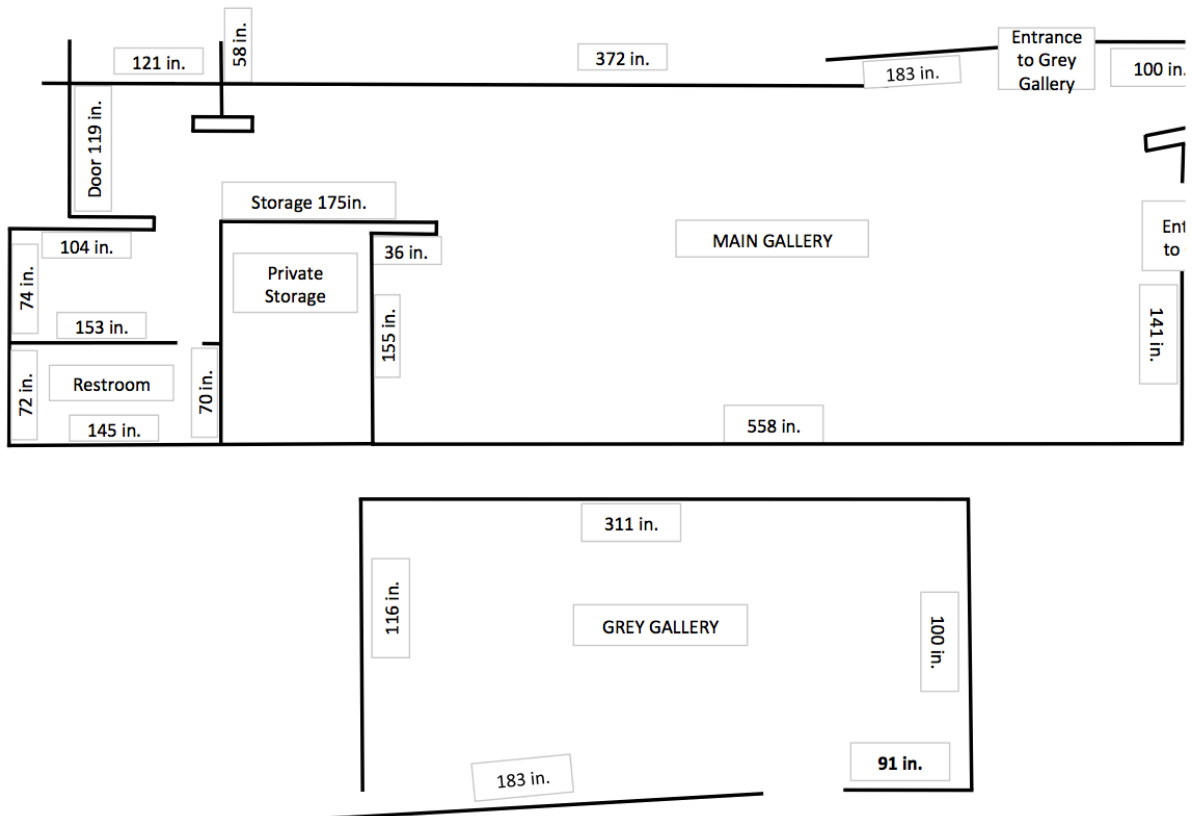 121 in.
58 in.
372 in.
183 in.
Entrance
to Grey
Gallery
100 in.
Door 119 in.
Storage 175in.
104 in.
36 in.
MAIN GALLERY
Ent
to
Private
Storage
74 in.
153 in.
155 in.
141 in.
72 in.
Restroom
70 in.
145 in.
558 in.
311 in.
116 in.
GREY GALLERY
100 in.
183 in.
91 in.